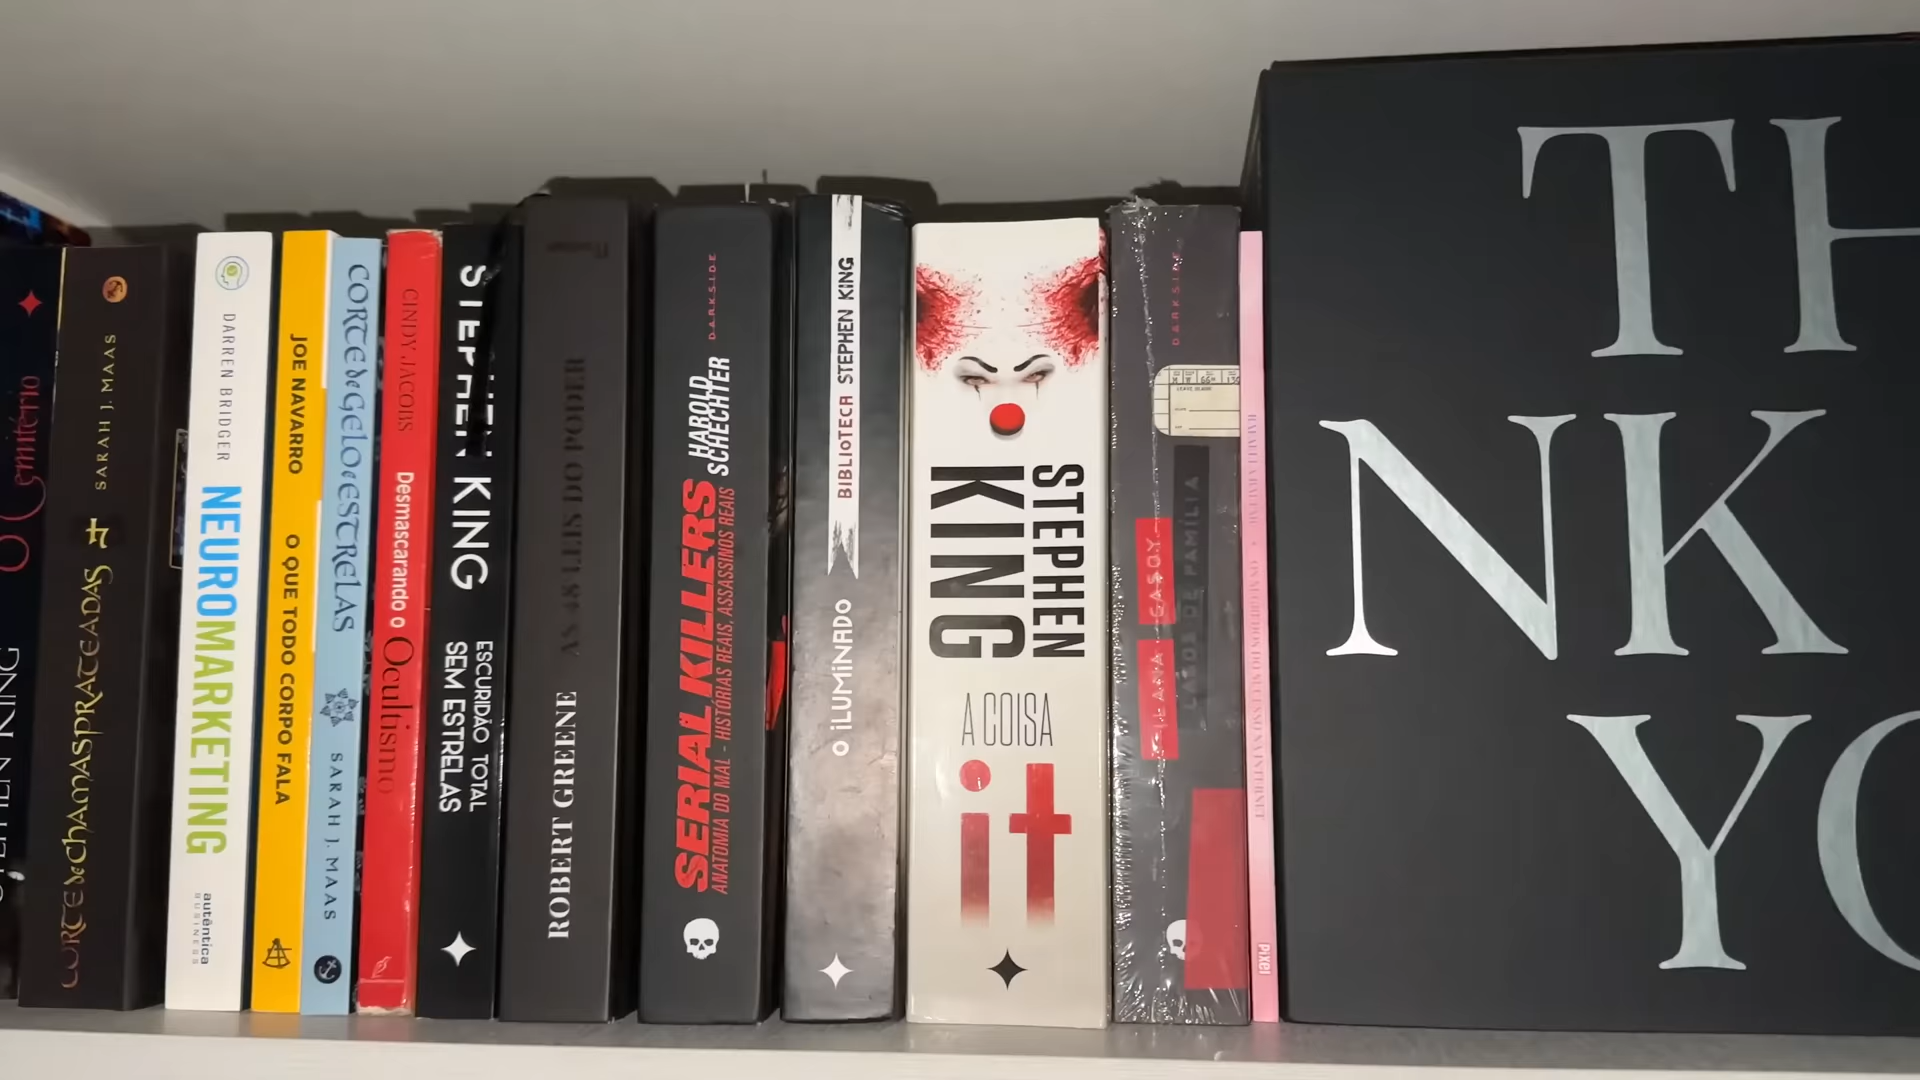 O Cemitério
STEPHEN KING
SARAH J. MAAS
CORTE de CHAMAS PRATEADAS
DARREN BRIDGER
NEUROMARKETING
autêntica
BUSINESS
JOE NAVARRO
O QUE TODO CORPO FALA
CORTE de GELO e ESTRELAS
SARAH J. MAAS
CINDY JACOBS
Desmascarando o
Ocultismo
STEPHEN KING
ESCURIDÃO TOTAL
SEM ESTRELAS
AS 48 LEIS DO PODER
ROBERT GREENE
DARKSIDE
HAROLD
SCHECHTER
SERIAL KILLERS
ANATOMIA DO MAL - HISTÓRIAS REAIS, ASSASSINOS REAIS
BIBLIOTECA STEPHEN KING
O ILUMINADO
STEPHEN
KING
A COISA
it
DARKSIDE
ILANA CASOY
CASOS DE FAMÍLIA
Pixel
TH
NK
YO